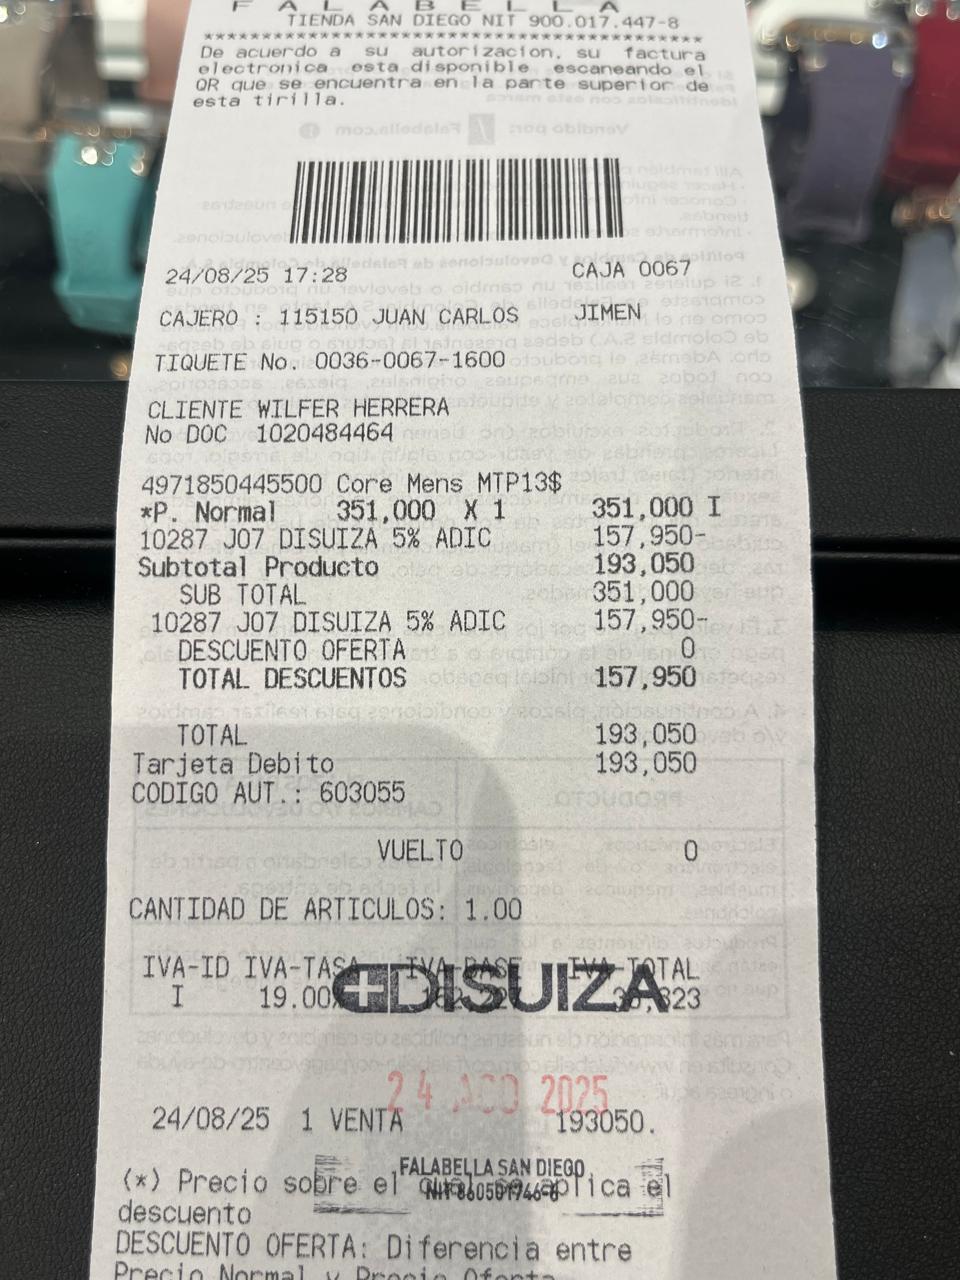 FALABELLA
TIENDA SAN DIEGO NIT 900.017.447-8
****************************************
De acuerdo a su autorizacion, su factura
electronica esta disponible escaneando el
QR que se encuentra en la parte superior de
esta tirilla.
24/08/25 17:28 CAJA 0067
CAJERO : 115150 JUAN CARLOS JIMEN
TIQUETE No. 0036-0067-1600
CLIENTE WILFER HERRERA
No DOC 1020484464
4971850445500 Core Mens MTP13$
*P. Normal 351,000 X 1 351,000 I
10287 J07 DISUIZA 5% ADIC 157,950-
Subtotal Producto 193,050
SUB TOTAL 351,000
10287 J07 DISUIZA 5% ADIC 157,950-
DESCUENTO OFERTA 0
TOTAL DESCUENTOS 157,950
TOTAL 193,050
Tarjeta Debito 193,050
CODIGO AUT.: 603055
VUELTO 0
CANTIDAD DE ARTICULOS: 1.00
IVA-ID IVA-TASA IVA-BASE IVA-TOTAL
I 19.00%
DISUIZA
24 AGO 2025
24/08/25 1 VENTA 193050.
FALABELLA SAN DIEGO
(*) Precio sobre el cual se aplica el
descuento
DESCUENTO OFERTA: Diferencia entre
Precio Normal y Precio Oferta